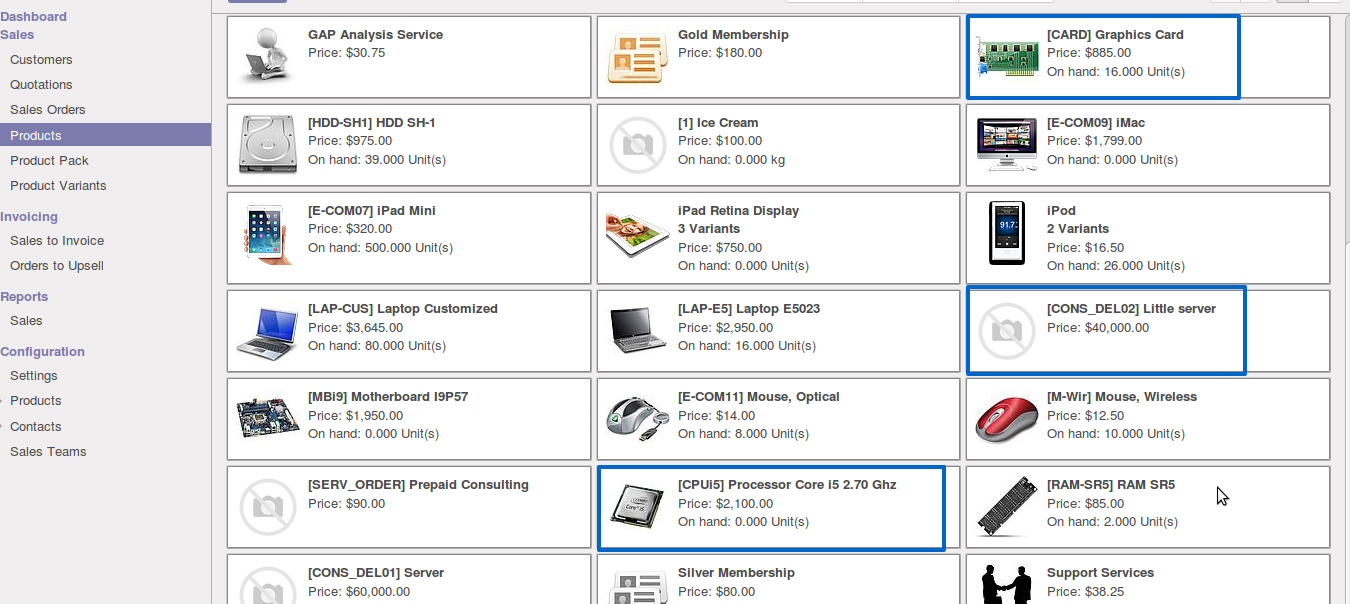 Dashboard
Sales
Customers
Quotations
Sales Orders
Products
Product Pack
Product Variants
Invoicing
Sales to Invoice
Orders to Upsell
Reports
Sales
Configuration
Settings
Products
Contacts
Sales Teams
GAP Analysis Service
Price: $30.75
Gold Membership
Price: $180.00
[CARD] Graphics Card
Price: $885.00
On hand: 16.000 Unit(s)
[HDD-SH1] HDD SH-1
Price: $975.00
On hand: 39.000 Unit(s)
[1] Ice Cream
Price: $100.00
On hand: 0.000 kg
[E-COM09] iMac
Price: $1,799.00
On hand: 0.000 Unit(s)
[E-COM07] iPad Mini
Price: $320.00
On hand: 500.000 Unit(s)
iPad Retina Display
3 Variants
Price: $750.00
On hand: 0.000 Unit(s)
91.7
iPod
2 Variants
Price: $16.50
On hand: 26.000 Unit(s)
[LAP-CUS] Laptop Customized
Price: $3,645.00
On hand: 80.000 Unit(s)
[LAP-E5] Laptop E5023
Price: $2,950.00
On hand: 16.000 Unit(s)
[CONS_DEL02] Little server
Price: $40,000.00
[MBi9] Motherboard I9P57
Price: $1,950.00
On hand: 0.000 Unit(s)
[E-COM11] Mouse, Optical
Price: $14.00
On hand: 8.000 Unit(s)
[M-Wir] Mouse, Wireless
Price: $12.50
On hand: 10.000 Unit(s)
[SERV_ORDER] Prepaid Consulting
Price: $90.00
Core i5
[CPUi5] Processor Core i5 2.70 Ghz
Price: $2,100.00
On hand: 0.000 Unit(s)
[RAM-SR5] RAM SR5
Price: $85.00
On hand: 2.000 Unit(s)
[CONS_DEL01] Server
Price: $60,000.00
Silver Membership
Price: $80.00
Support Services
Price: $38.25